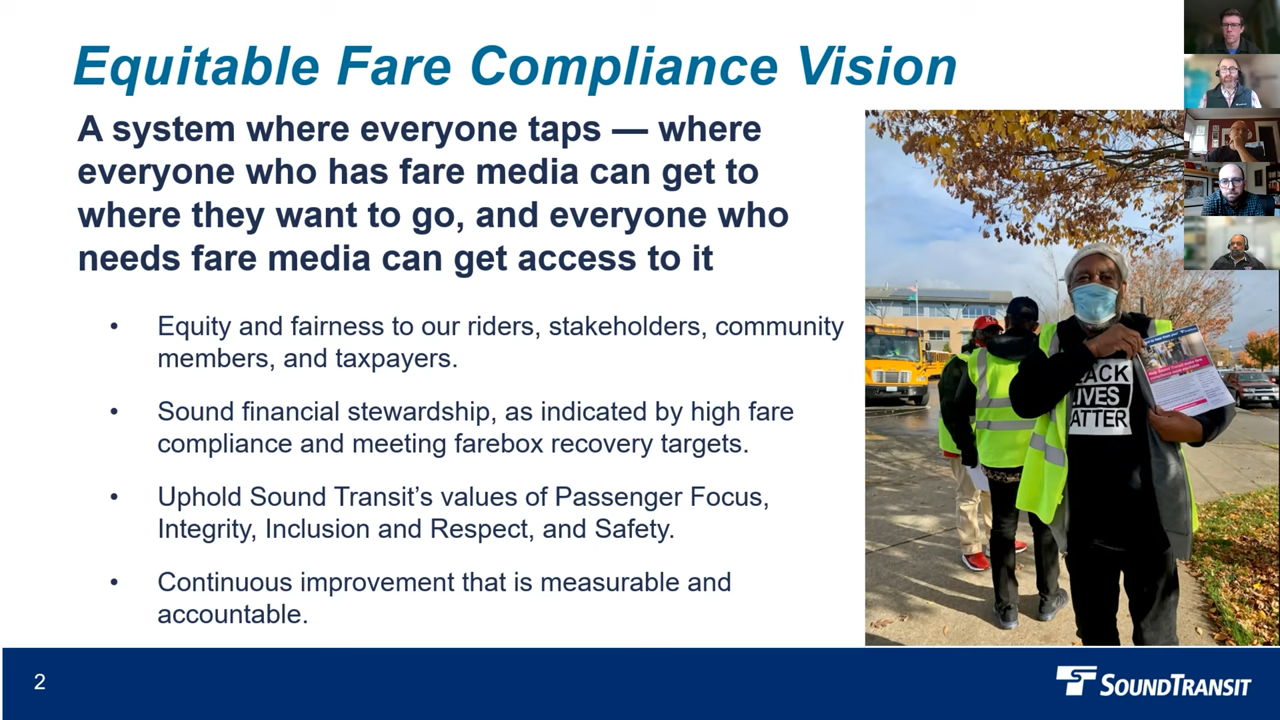 Equitable Fare Compliance Vision
A system where everyone taps — where
everyone who has fare media can get to
where they want to go, and everyone who
needs fare media can get access to it
• Equity and fairness to our riders, stakeholders, community
members, and taxpayers.
• Sound financial stewardship, as indicated by high fare
compliance and meeting farebox recovery targets.
• Uphold Sound Transit’s values of Passenger Focus,
Integrity, Inclusion and Respect, and Safety.
• Continuous improvement that is measurable and
accountable.
ACK
IVES
ATTER
2
SOUNDTRANSIT